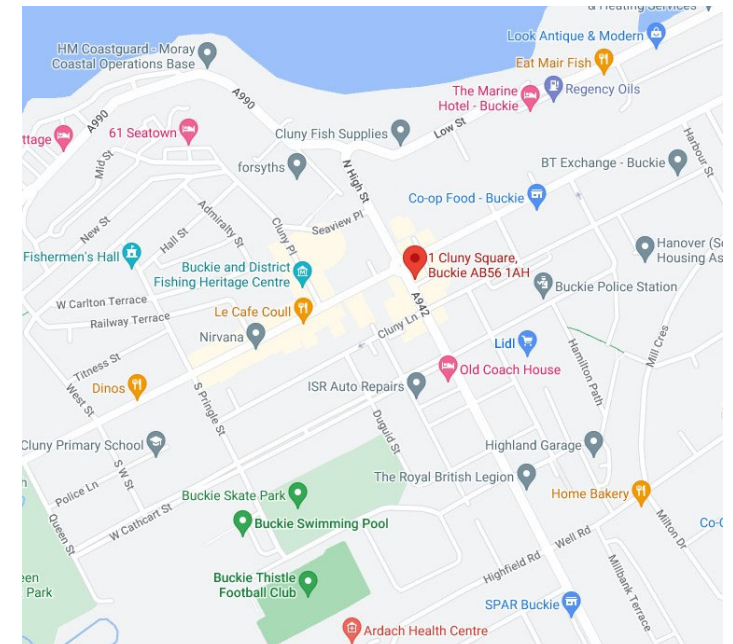 & Heating Services
Look Antique & Modern
HM Coastguard - Moray
Coastal Operations Base
Eat Mair Fish
The Marine
Hotel - Buckie
Regency Oils
A990
A990
ttage
61 Seatown
Cluny Fish Supplies
Low St
Harbour St
Mid St
forsyths
N High St
BT Exchange - Buckie
Co-op Food - Buckie
New St
Admiralty St
Seaview Pl
Cluny Pl
Hall St
Fishermen's Hall
Hanover (Se
Housing As
1 Cluny Square,
Buckie AB56 1AH
Buckie and District
Fishing Heritage Centre
Buckie Police Station
W Carlton Terrace
Le Cafe Coull
A942
Railway Terrace
Cluny Ln
Nirvana
Lidl
Mill Cres
Titness St
Old Coach House
Hamilton Path
Dinos
West St
S Pringle St
ISR Auto Repairs
Duguid St
Cluny Primary School
Highland Garage
S W St
The Royal British Legion
Police Ln
Buckie Skate Park
Home Bakery
W Cathcart St
Buckie Swimming Pool
Queen St
Milton Dr
Co-
Well Rd
Highfield Rd
Buckie Thistle
Football Club
een
Park
Millbank Terrace
SPAR Buckie
Ardach Health Centre